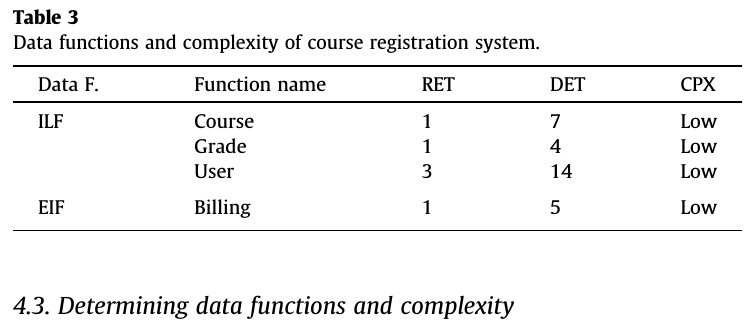 Table 3
Data functions and complexity of course registration system.
Data F. Function name RET DET CPX
ILF Course 1 7 Low
Grade 1 4 Low
User 3 14 Low
EIF Billing 1 5 Low
4.3. Determining data functions and complexity